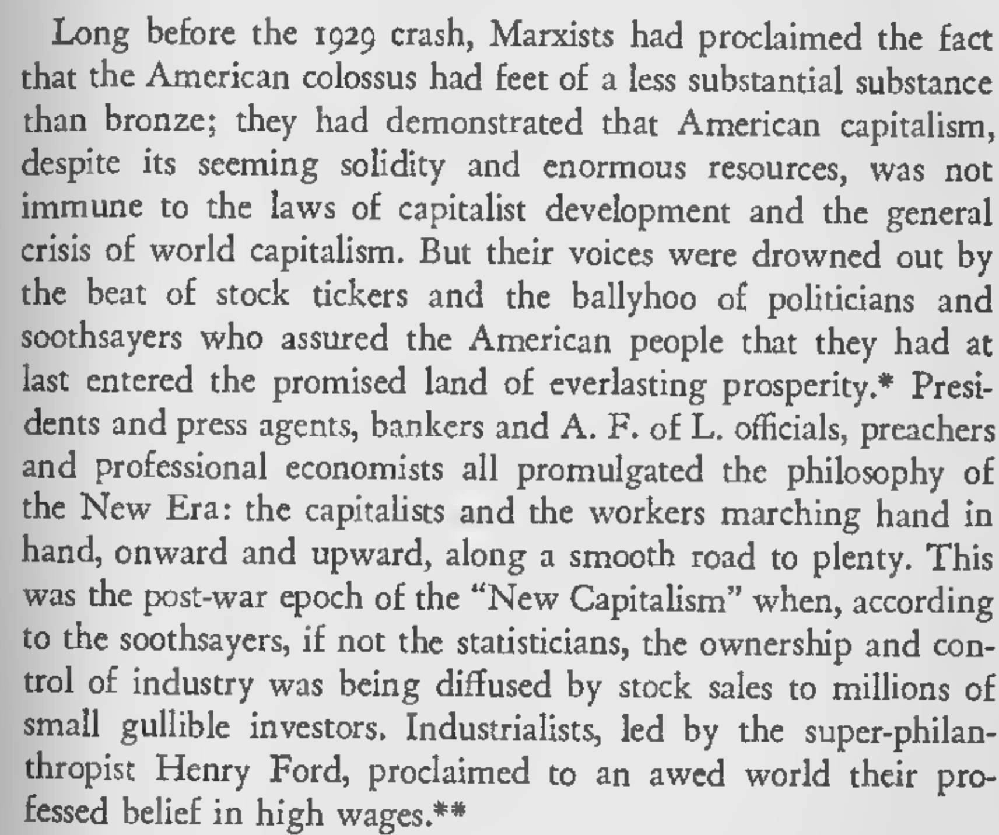 Long before the 1929 crash, Marxists had proclaimed the fact
that the American colossus had feet of a less substantial substance
than bronze; they had demonstrated that American capitalism,
despite its seeming solidity and enormous resources, was not
immune to the laws of capitalist development and the general
crisis of world capitalism. But their voices were drowned out by
the beat of stock tickers and the ballyhoo of politicians and
soothsayers who assured the American people that they had at
last entered the promised land of everlasting prosperity.* Presi-
dents and press agents, bankers and A. F. of L. officials, preachers
and professional economists all promulgated the philosophy of
the New Era: the capitalists and the workers marching hand in
hand, onward and upward, along a smooth road to plenty. This
was the post-war epoch of the “New Capitalism” when, according
to the soothsayers, if not the statisticians, the ownership and con-
trol of industry was being diffused by stock sales to millions of
small gullible investors. Industrialists, led by the super-philan-
thropist Henry Ford, proclaimed to an awed world their pro-
fessed belief in high wages.**